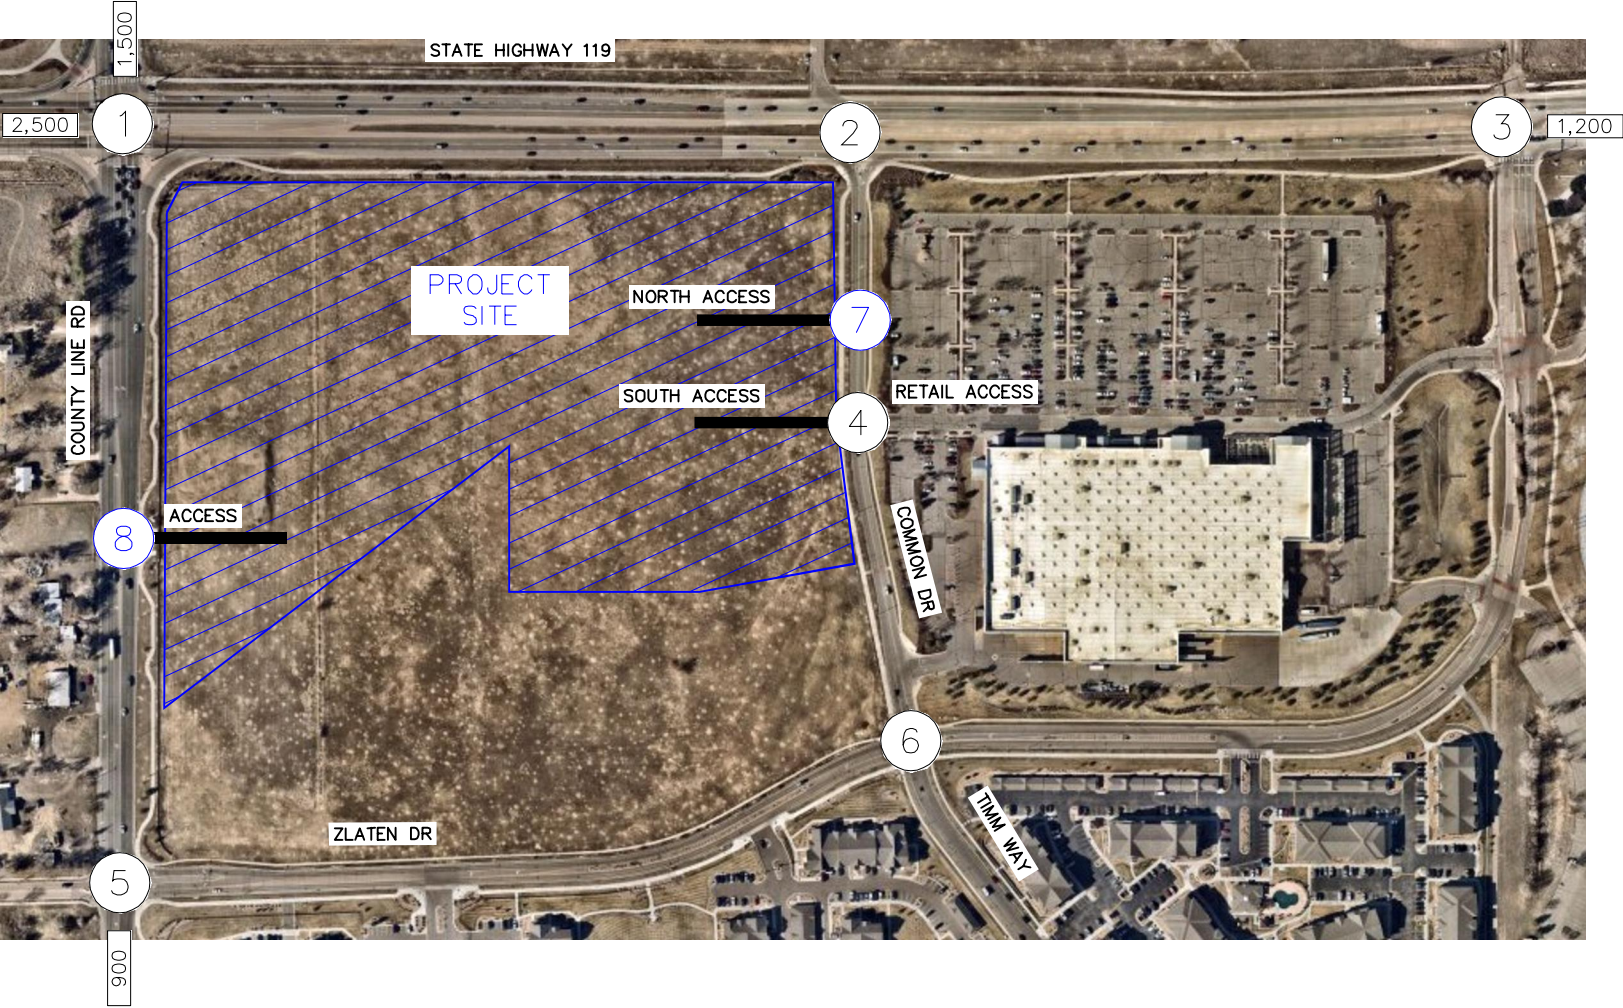 1,500
STATE HIGHWAY 119
2,500
1
2
3
1,200
PROJECT
SITE
NORTH ACCESS
7
COUNTY LINE RD
SOUTH ACCESS
4
RETAIL ACCESS
ACCESS
8
COMMON DR
6
TIMM WAY
ZLATEN DR
5
900